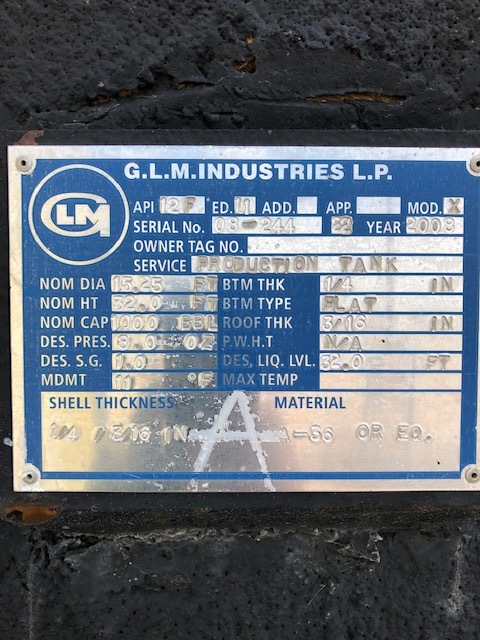 G.L.M.INDUSTRIES L.P.
GLM
API 12F ED. 11 ADD. APP. MOD. X
SERIAL No. 08-244 YEAR 2008
OWNER TAG NO.
SERVICE PRODUCTION TANK
NOM DIA 15.25 FT BTM THK 1/4 IN
NOM HT 32.0 FT BTM TYPE FLAT
NOM CAP 1000 BBL ROOF THK 3/16 IN
DES. PRES. 8.0 OZ P.W.H.T N/A
DES. S.G. 1.0 DES, LIQ. LVL. 32.0 FT
MDMT 11 °F MAX TEMP
SHELL THICKNESS MATERIAL
1/4 / 3/16 IN A-36 OR EQ.
A